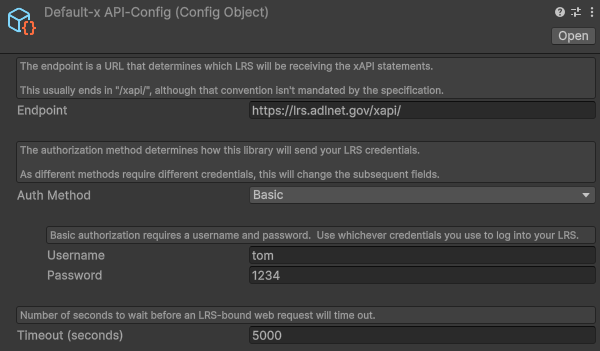 Default-x API-Config (Config Object)
Open
The endpoint is a URL that determines which LRS will be receiving the xAPI statements.
This usually ends in "/xapi/", although that convention isn't mandated by the specification.
Endpoint https://lrs.adlnet.gov/xapi/
The authorization method determines how this library will send your LRS credentials.
As different methods require different credentials, this will change the subsequent fields.
Auth Method Basic
Basic authorization requires a username and password. Use whichever credentials you use to log into your LRS.
Username tom
Password 1234
Number of seconds to wait before an LRS-bound web request will time out.
Timeout (seconds) 5000